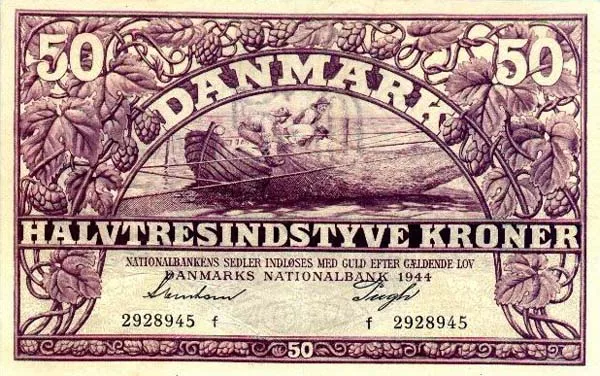 50 50
DANMARK
HALVTRESINDSTYVE KRONER
NATIONALBANKENS SEDLER INDLØSES MED GULD EFTER GÆLDENDE LOV
DANMARKS NATIONALBANK 1944
2928945 f f 2928945
50